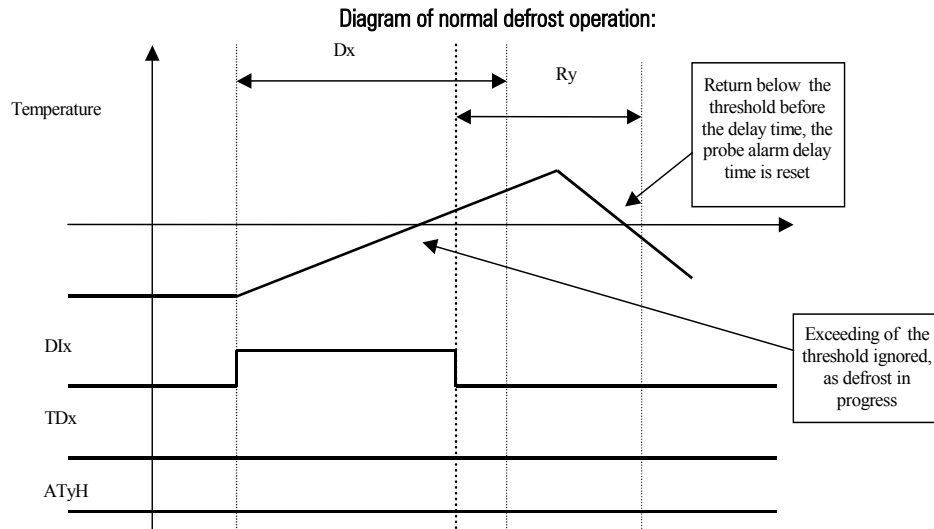 Diagram of normal defrost operation:
Dx
Ry
Temperature
Return below the
threshold before
the delay time, the
probe alarm delay
time is reset
Exceeding of the
threshold ignored,
as defrost in
progress
DIx
TDx
ATyH